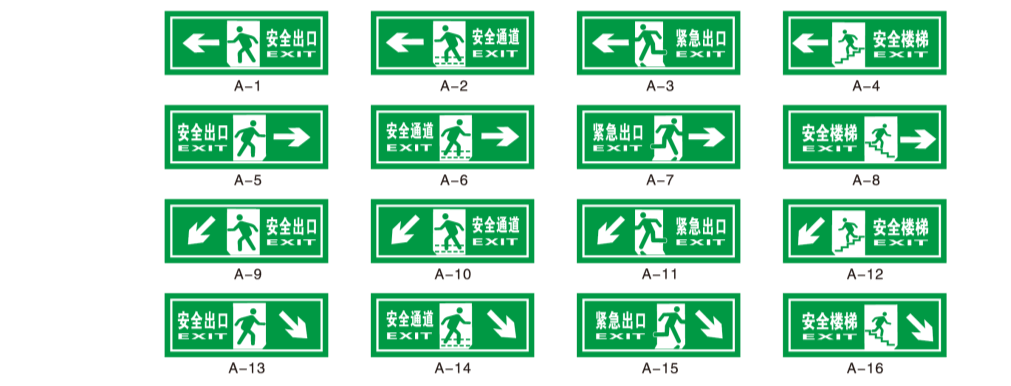 安全出口
EXIT
A-1
安全通道
EXIT
A-2
紧急出口
EXIT
A-3
安全楼梯
EXIT
A-4
安全出口
EXIT
A-5
安全通道
EXIT
A-6
紧急出口
EXIT
A-7
安全楼梯
EXIT
A-8
安全出口
EXIT
A-9
安全通道
EXIT
A-10
紧急出口
EXIT
A-11
安全楼梯
EXIT
A-12
安全出口
EXIT
A-13
安全通道
EXIT
A-14
紧急出口
EXIT
A-15
安全楼梯
EXIT
A-16